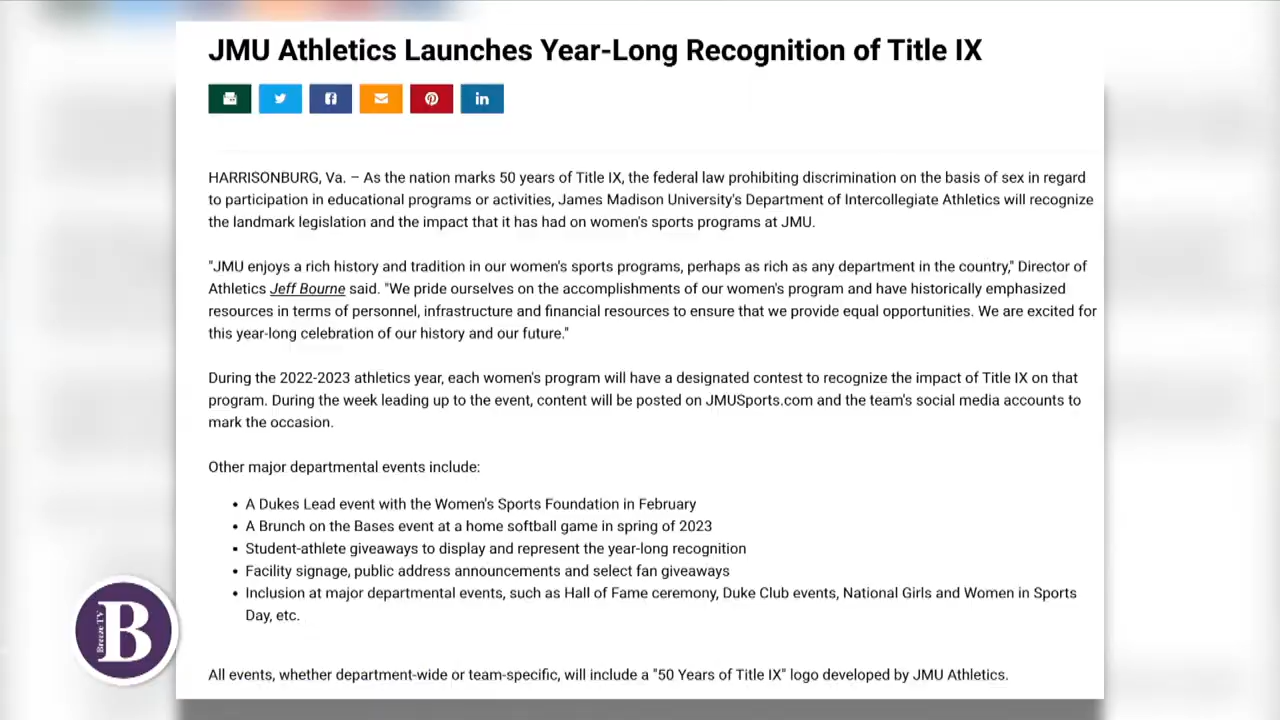 JMU Athletics Launches Year-Long Recognition of Title IX
HARRISONBURG, Va. – As the nation marks 50 years of Title IX, the federal law prohibiting discrimination on the basis of sex in regard
to participation in educational programs or activities, James Madison University's Department of Intercollegiate Athletics will recognize
the landmark legislation and the impact that it has had on women's sports programs at JMU.
"JMU enjoys a rich history and tradition in our women's sports programs, perhaps as rich as any department in the country," Director of
Athletics Jeff Bourne said. "We pride ourselves on the accomplishments of our women's program and have historically emphasized
resources in terms of personnel, infrastructure and financial resources to ensure that we provide equal opportunities. We are excited for
this year-long celebration of our history and our future."
During the 2022-2023 athletics year, each women's program will have a designated contest to recognize the impact of Title IX on that
program. During the week leading up to the event, content will be posted on JMUSports.com and the team's social media accounts to
mark the occasion.
Other major departmental events include:
• A Dukes Lead event with the Women's Sports Foundation in February
• A Brunch on the Bases event at a home softball game in spring of 2023
• Student-athlete giveaways to display and represent the year-long recognition
• Facility signage, public address announcements and select fan giveaways
• Inclusion at major departmental events, such as Hall of Fame ceremony, Duke Club events, National Girls and Women in Sports
Day, etc.
All events, whether department-wide or team-specific, will include a "50 Years of Title IX" logo developed by JMU Athletics.
Breeze TV
B